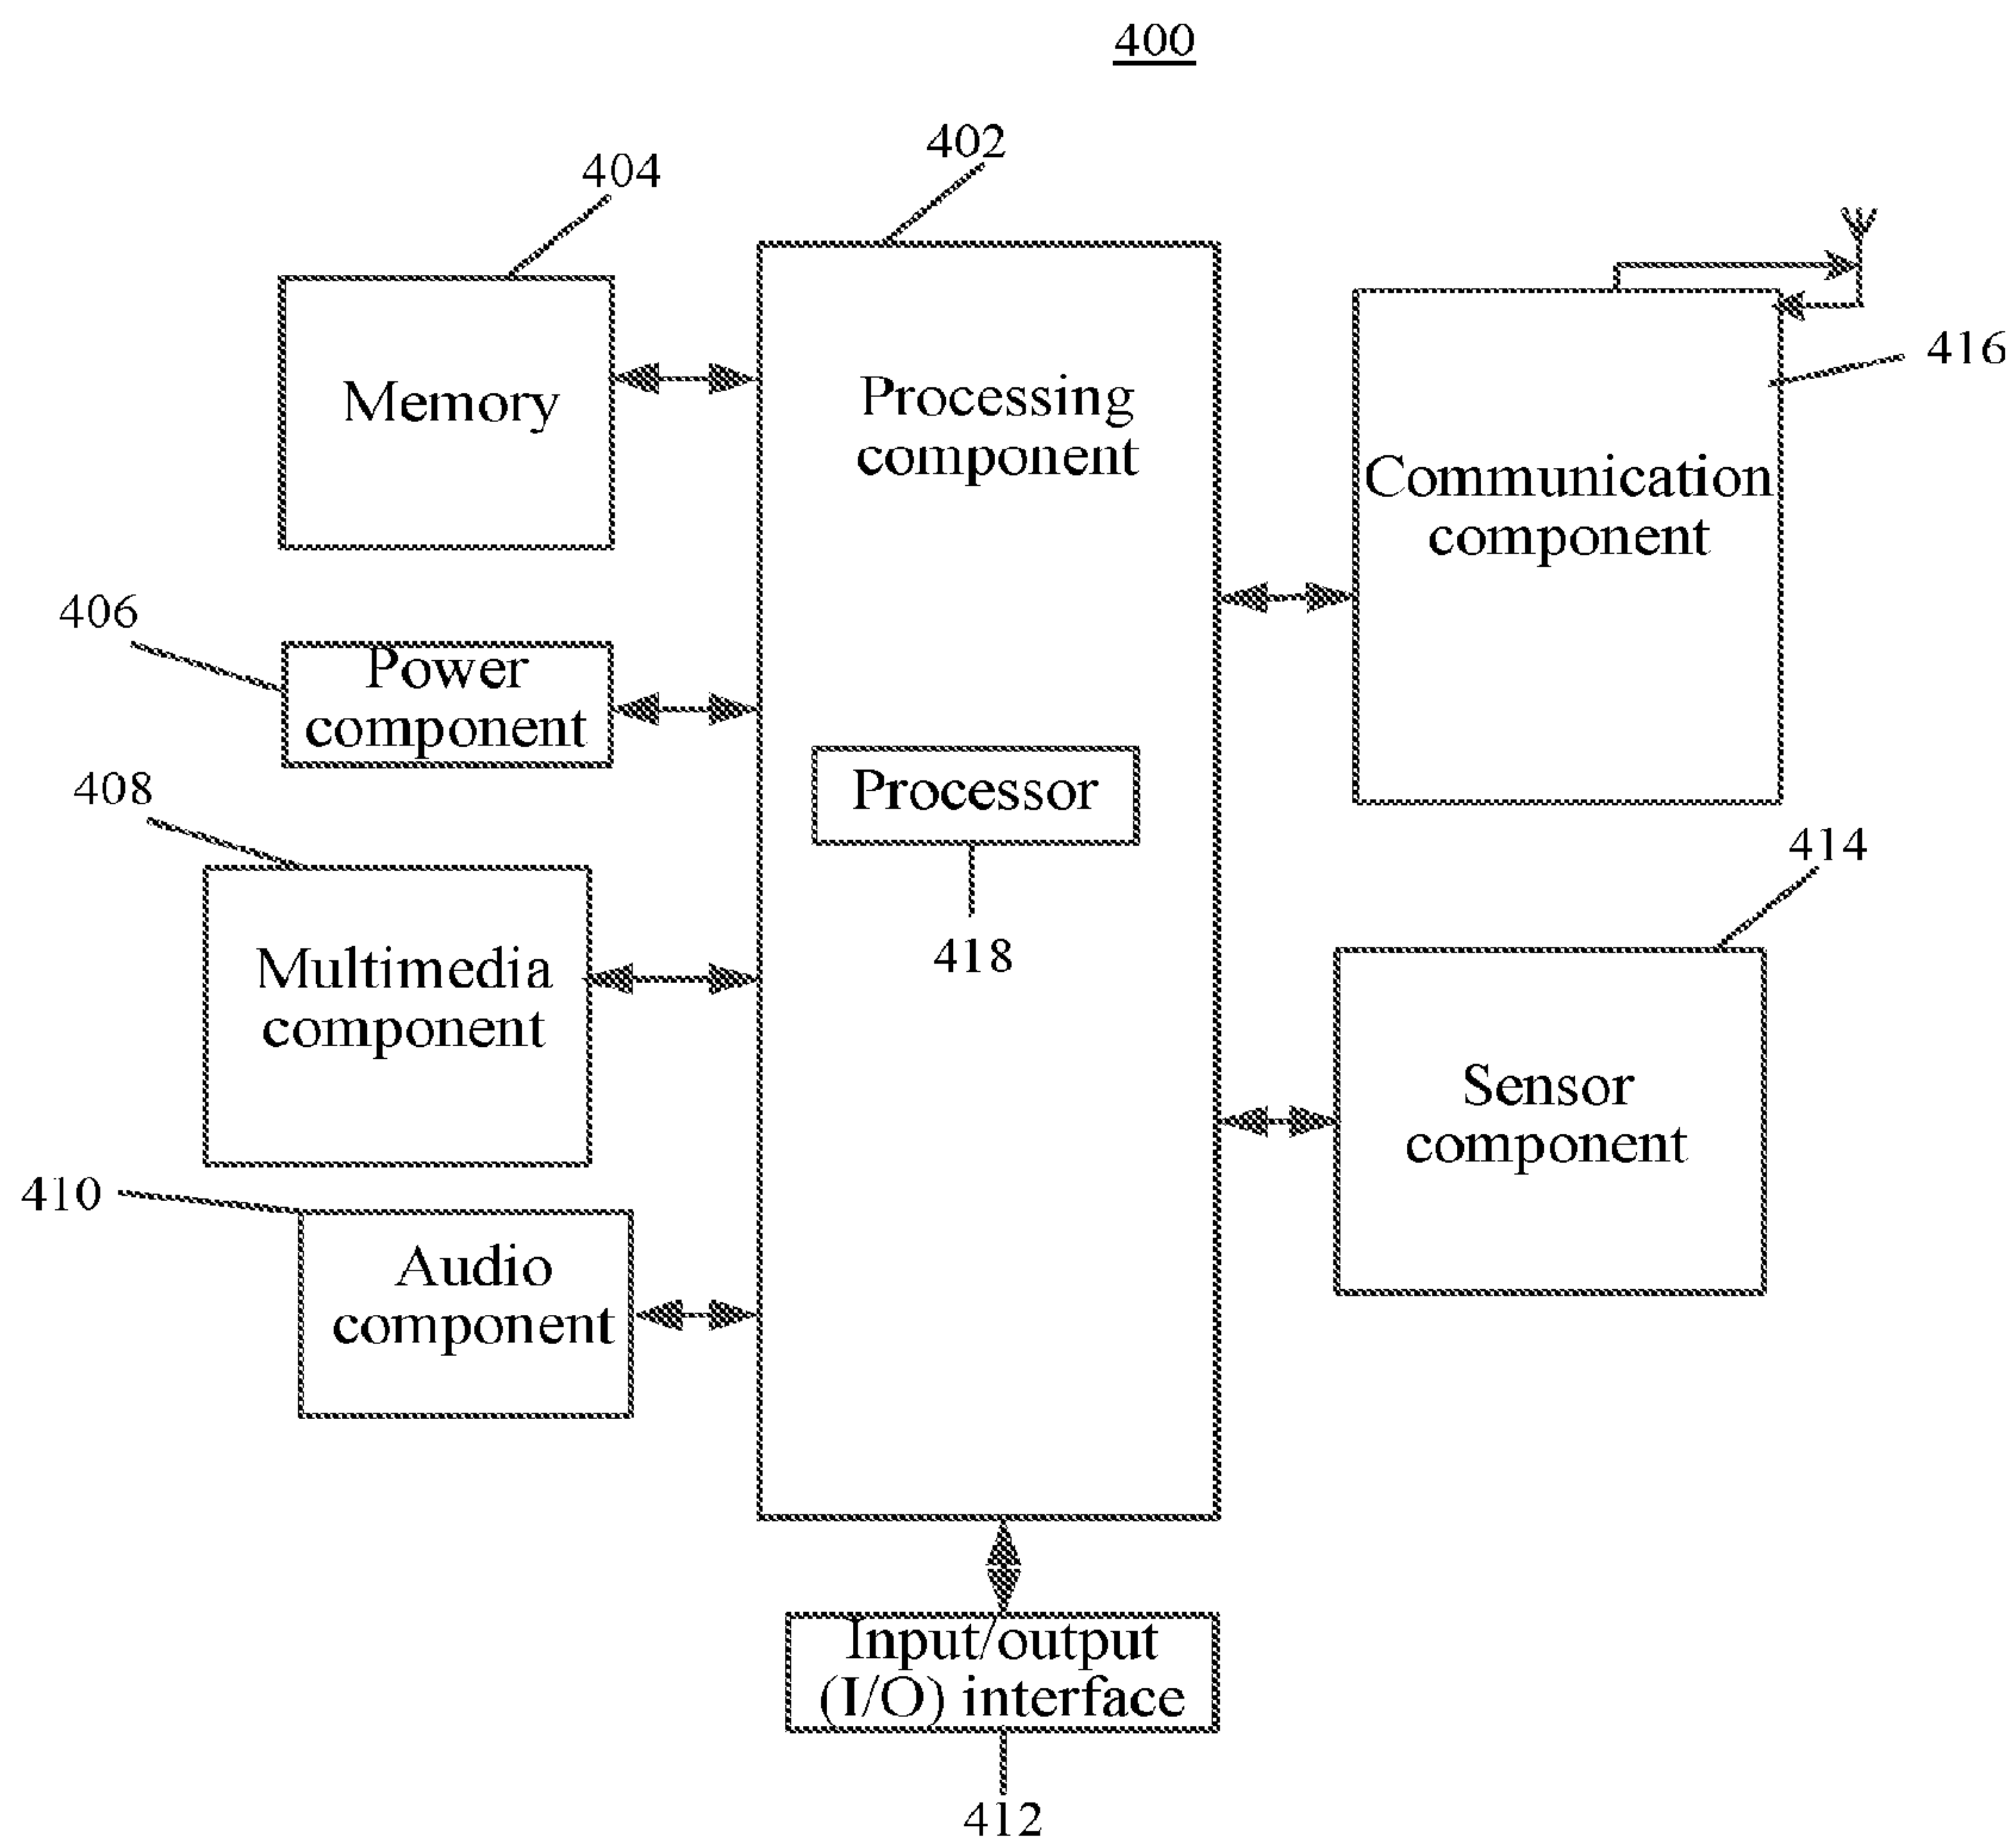 400
402
404
Memory
Processing
component
416
Communication
component
406
Power
component
408
Processor
418
414
Multimedia
component
Sensor
component
410
Audio
component
Input/output
(I/O) interface
412